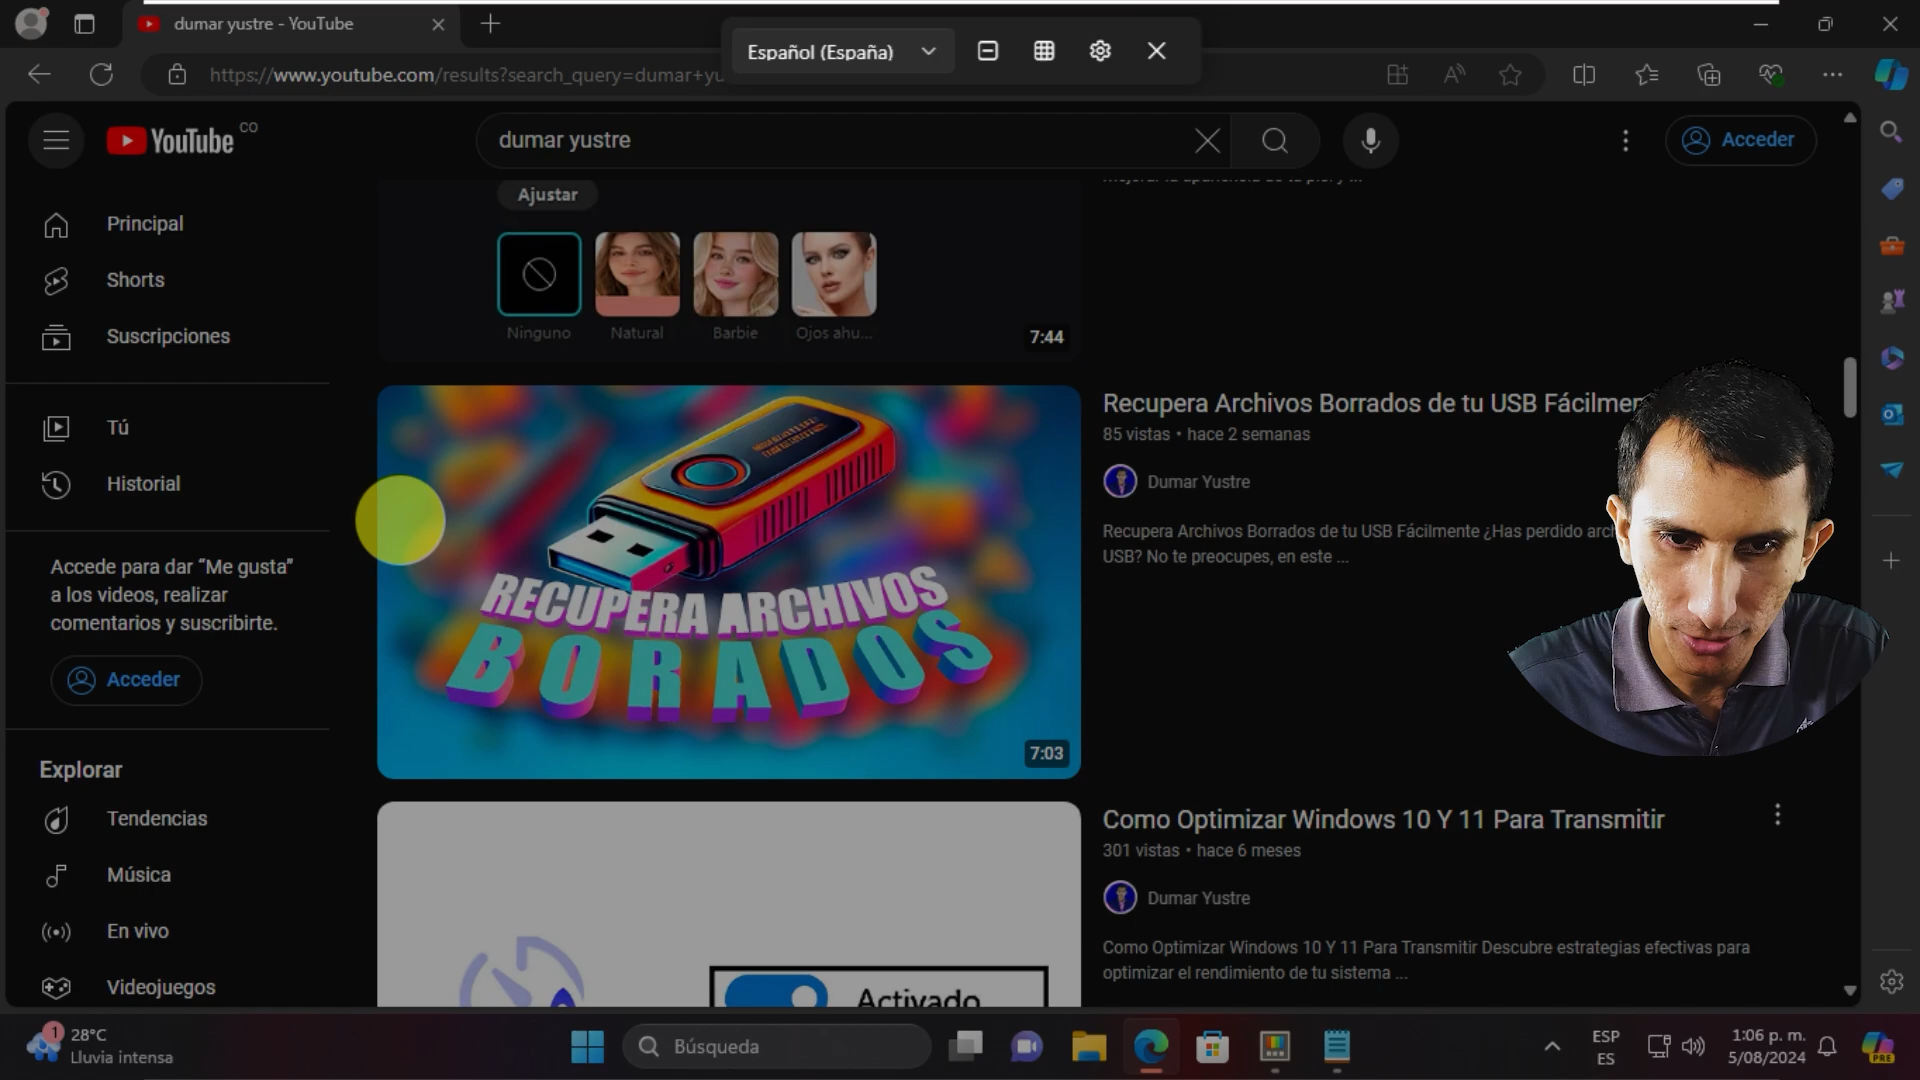 dumar yustre - YouTube
Español (España)
https://www.youtube.com/results?search_query=dumar+yu
YouTube CO
dumar yustre
Acceder
Ajustar
Principal
Shorts
Suscripciones
Ninguno
Natural
Barbie
Ojos ahu...
7:44
Tú
Historial
Accede para dar “Me gusta”
a los videos, realizar
comentarios y suscribirte.
Acceder
Explorar
Tendencias
Música
En vivo
Videojuegos
RECUPERA ARCHIVOS
BORADOS
7:03
Recupera Archivos Borrados de tu USB
85 vistas • hace 2 semanas
Dumar Yustre
Recupera Archivos Borrados de tu USB Fácilmente ¿Has perdido
USB? No te preocupes, en este ...
Activado
Como Optimizar Windows 10 Y 11 Para Transmitir
301 vistas • hace 6 meses
Dumar Yustre
Como Optimizar Windows 10 Y 11 Para Transmitir Descubre estrategias efectivas para
optimizar el rendimiento de tu sistema ...
1
28°C
Lluvia intensa
Búsqueda
ESP
ES
1:06 p. m.
5/08/2024
PRE